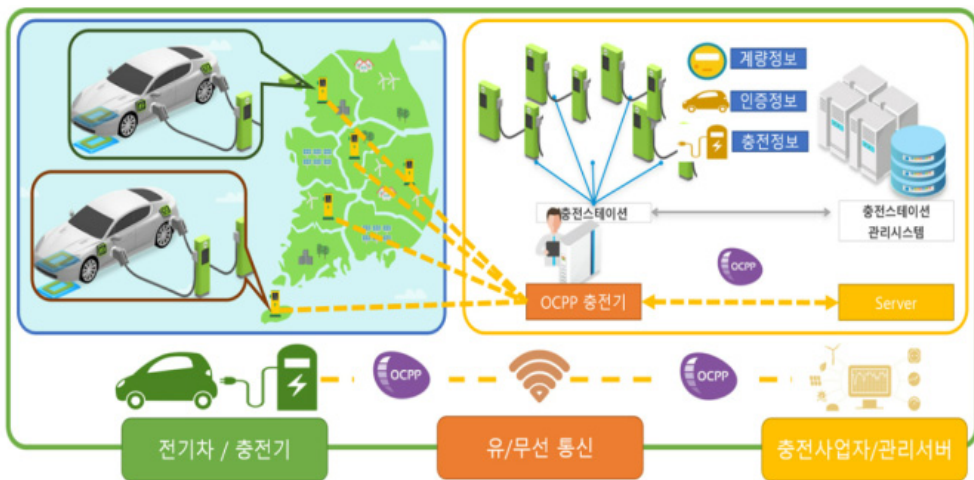 계량정보
인증정보
충전정보
충전스테이션
충전스테이션
관리시스템
OCPP
OCPP 충전기
Server
OCPP
OCPP
전기차 / 충전기
유/무선 통신
충전사업자/관리서버